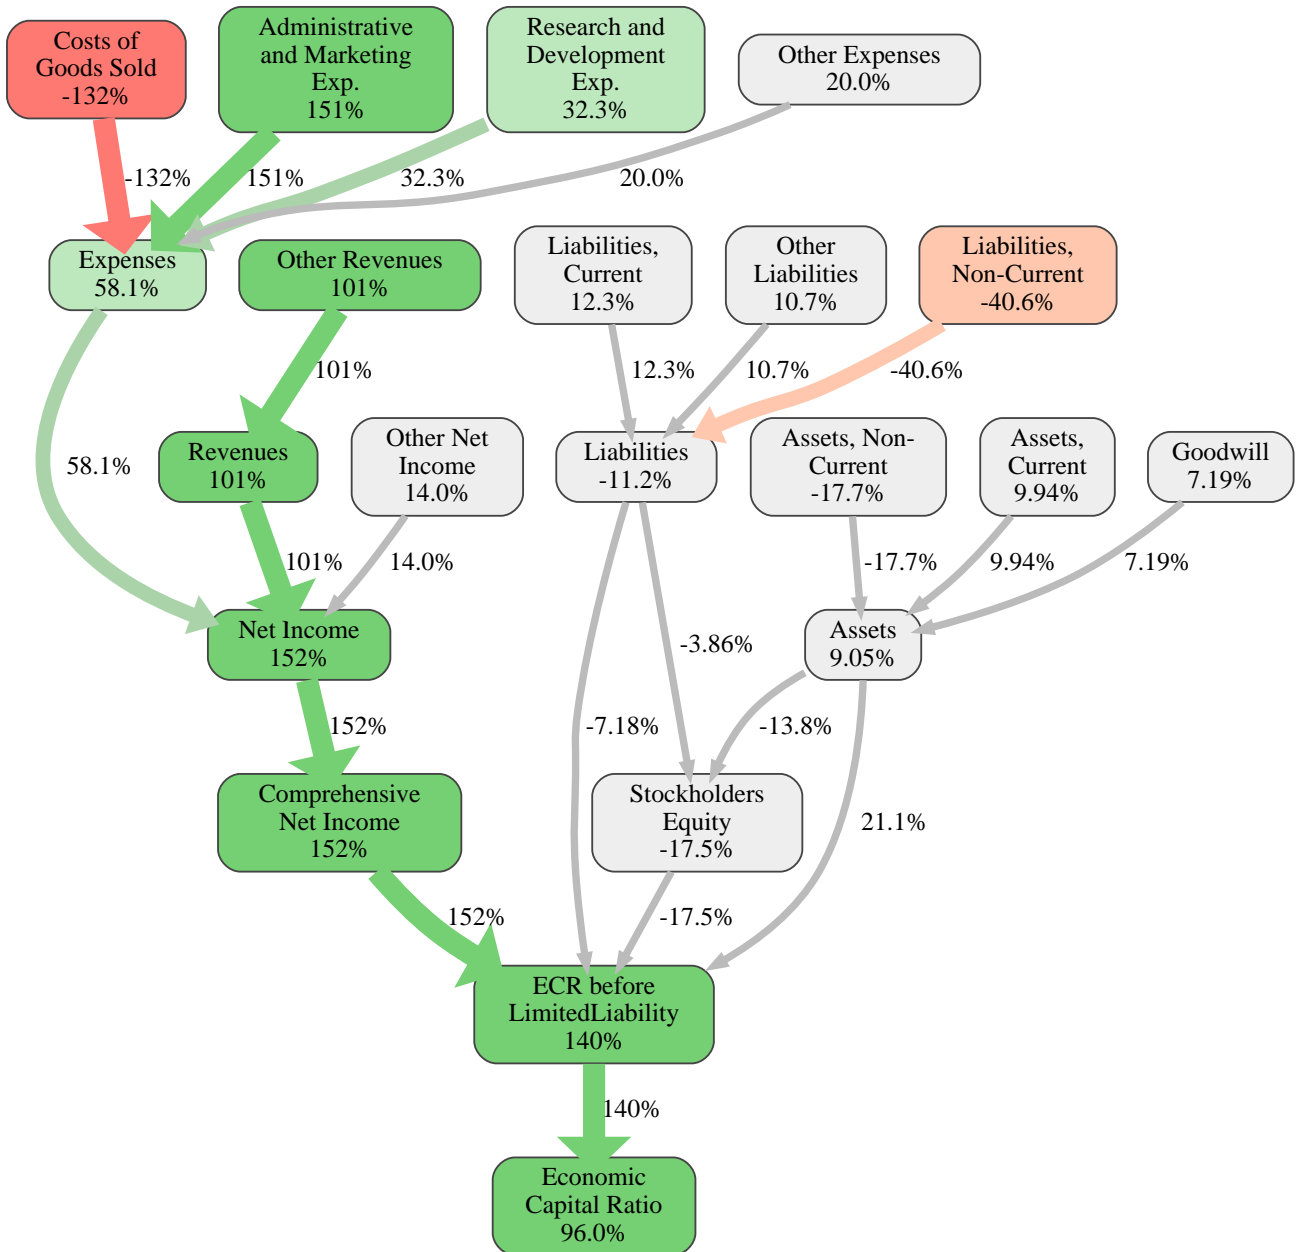 Costs of
Goods Sold
-132%
Administrative
and Marketing
Exp.
151%
Research and
Development
Exp.
32.3%
Other Expenses
20.0%
-132%
151%
32.3%
20.0%
Expenses
58.1%
Other Revenues
101%
Liabilities,
Current
12.3%
Other
Liabilities
10.7%
Liabilities,
Non-Current
-40.6%
101%
12.3%
10.7%
-40.6%
58.1%
Revenues
101%
Other Net
Income
14.0%
Liabilities
-11.2%
Assets, Non-
Current
-17.7%
Assets,
Current
9.94%
Goodwill
7.19%
101%
14.0%
-17.7%
9.94%
7.19%
Net Income
152%
-3.86%
Assets
9.05%
152%
-7.18%
-13.8%
Comprehensive
Net Income
152%
Stockholders
Equity
-17.5%
21.1%
152%
-17.5%
ECR before
LimitedLiability
140%
140%
Economic
Capital Ratio
96.0%